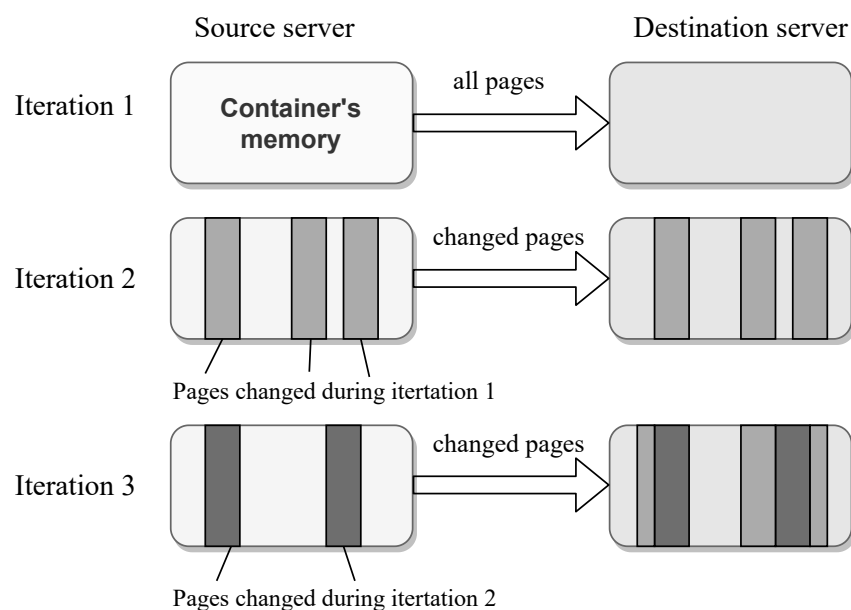 Source server
Destination server
Iteration 1
Container's
memory
all pages
Iteration 2
changed pages
Pages changed during itertation 1
Iteration 3
changed pages
Pages changed during itertation 2